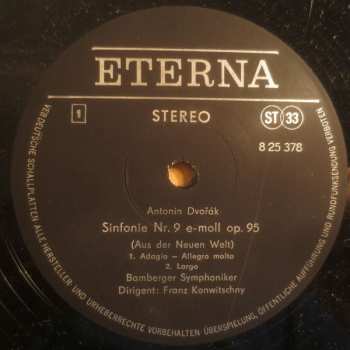 ETERNA
1
STEREO
ST 33
8 25 378
Antonin Dvořák
Sinfonie Nr. 9 e-moll op. 95
(Aus der Neuen Welt)
1. Adagio – Allegro molto
2. Largo
Bamberger Symphoniker
Dirigent: Franz Konwitschny
VEB DEUTSCHE SCHALLPLATTEN ALLE HERSTELLER UND URHEBERRECHTE VORBEHALTEN ÜBERSPIELUNG, ÖFFENTLICHE AUFFÜHRUNG UND RUNDFUNKSENDUNG VERBOTEN